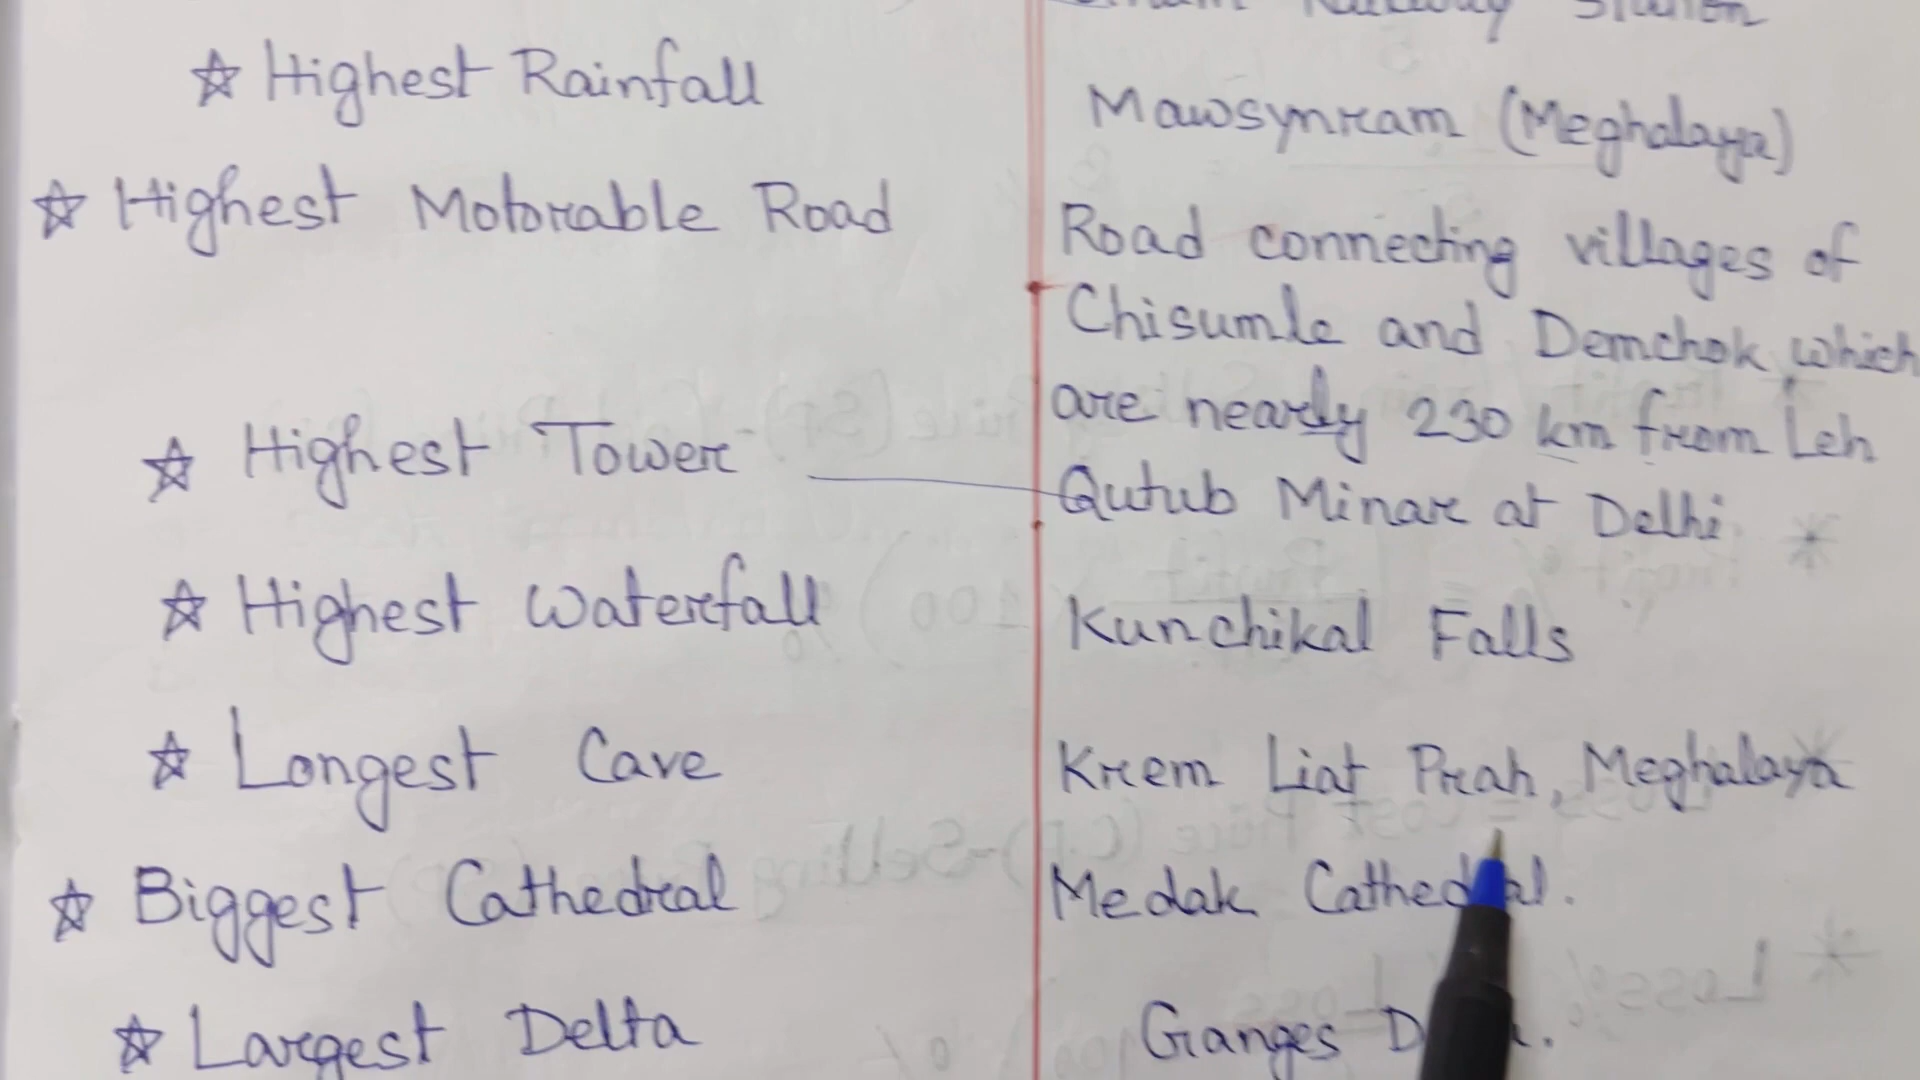 Railway Station
☆ Highest Rainfall
Mawsynram (Meghalaya)
☆ Highest Motorable Road
Road connecting villages of
Chisumle and Demchok which
are nearly 230 km from Leh
☆ Highest Tower
Qutub Minar at Delhi
☆ Highest Waterfall
Kunchikal Falls
☆ Longest Cave
Krem Liat Prah, Meghalaya
☆ Biggest Cathedral
Medak Cathedral.
☆ Largest Delta
Ganges